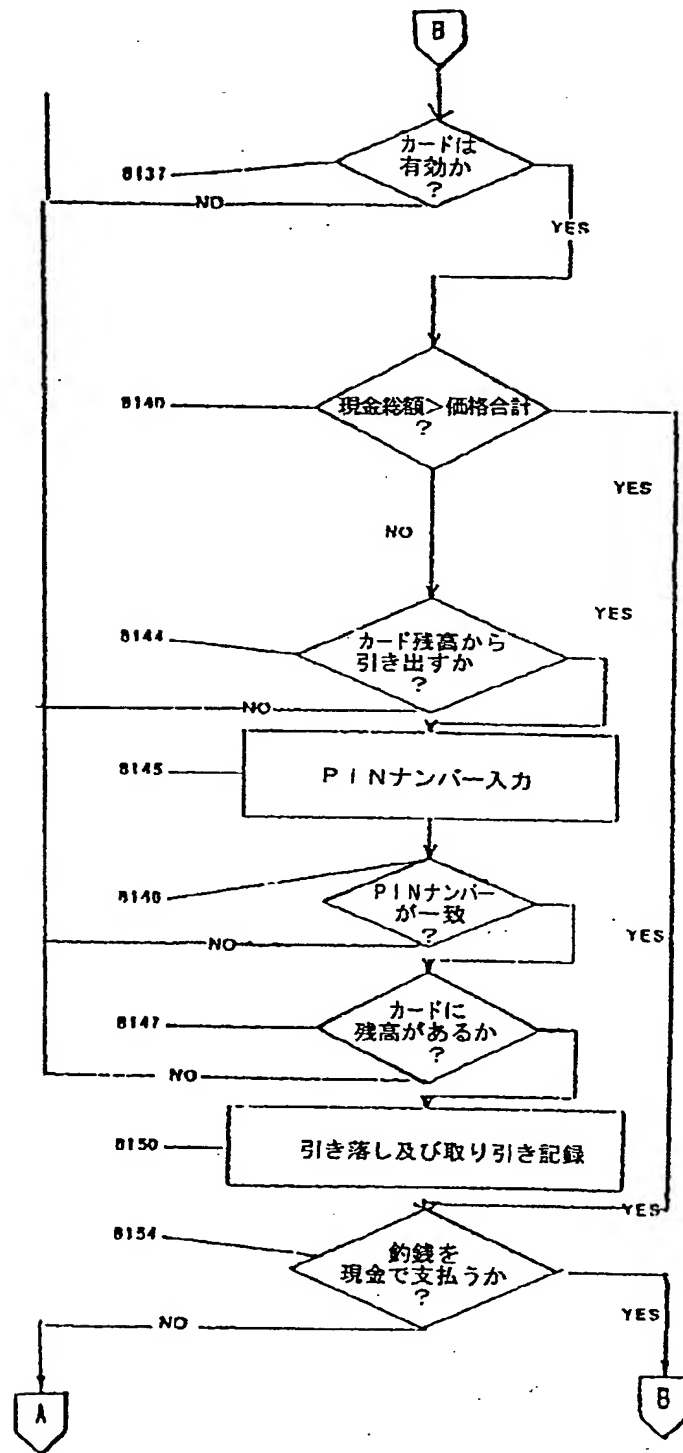 B
カードは
有効か
?
8137
NO
YES
現金総額>価格合計
?
8140
YES
NO
カード残高から
引き出すか
?
8144
YES
NO
8145
PINナンバー入力
PINナンバー
が一致
?
8146
NO
YES
カードに
残高があるか
?
8147
NO
8150
引き落し及び取り引き記録
YES
8154
釣銭を
現金で支払うか
?
NO
YES
A
B